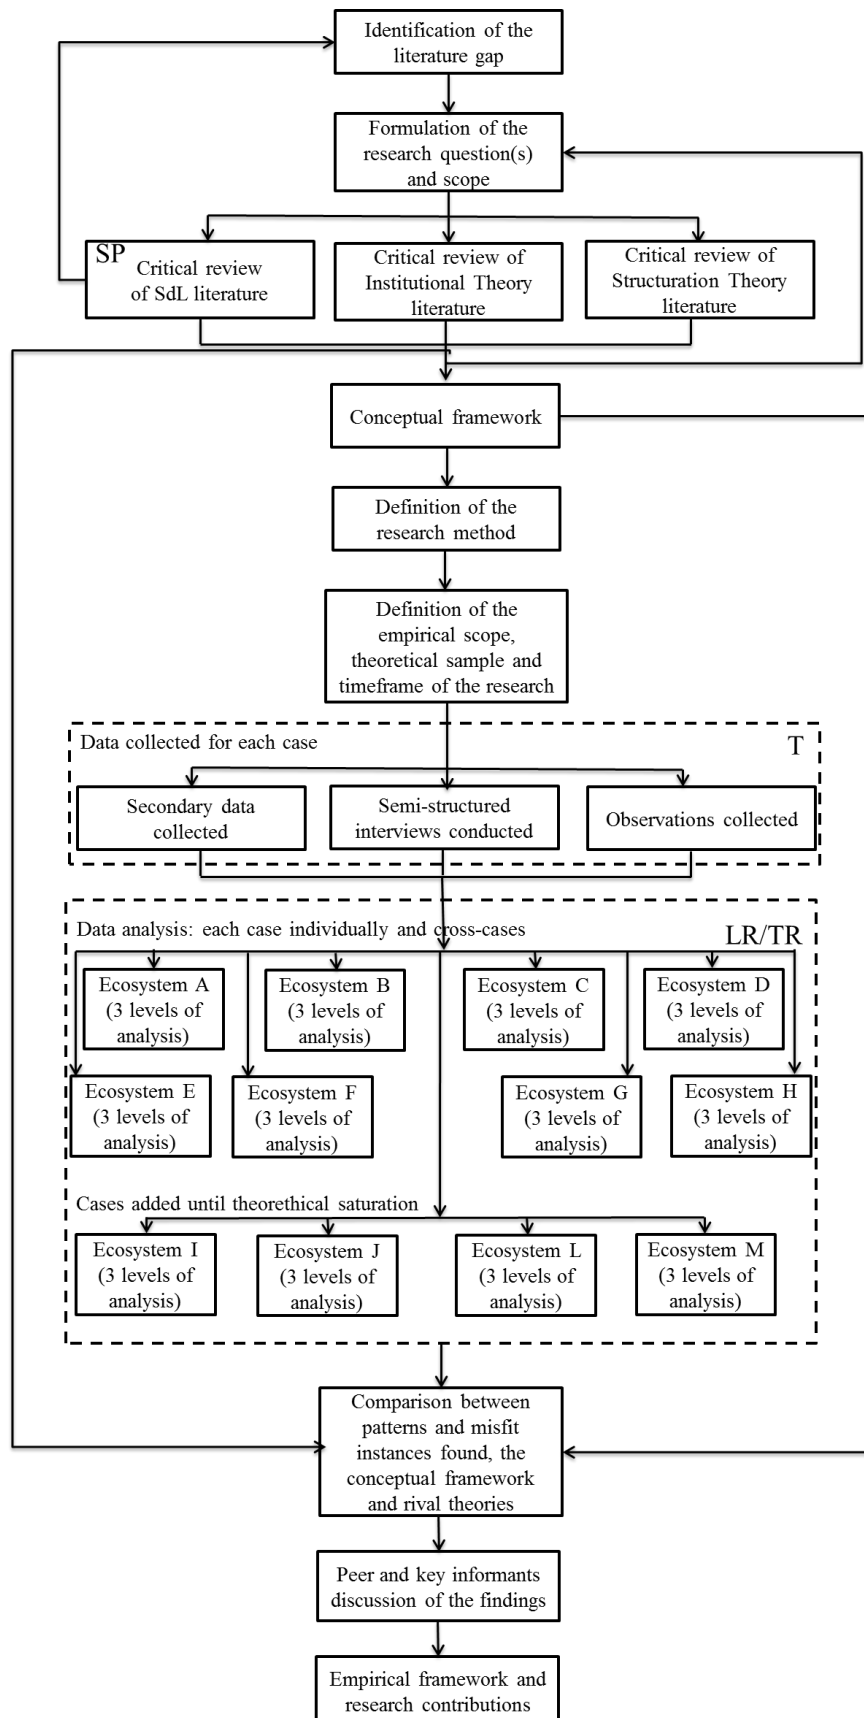 Identification of the
literature gap
Formulation of the
research question(s)
and scope
SP
Critical review
of SdL literature
Critical review of
Institutional Theory
literature
Critical review of
Structuration Theory
literature
Conceptual framework
Definition of the
research method
Definition of the
empirical scope,
theoretical sample and
timeframe of the research
Data collected for each case
T
Secondary data
collected
Semi-structured
interviews conducted
Observations collected
Data analysis: each case individually and cross-cases
LR/TR
Ecosystem A
(3 levels of
analysis)
Ecosystem B
(3 levels of
analysis)
Ecosystem C
(3 levels of
analysis)
Ecosystem D
(3 levels of
analysis)
Ecosystem E
(3 levels of
analysis)
Ecosystem F
(3 levels of
analysis)
Ecosystem G
(3 levels of
analysis)
Ecosystem H
(3 levels of
analysis)
Cases added until theorethical saturation
Ecosystem I
(3 levels of
analysis)
Ecosystem J
(3 levels of
analysis)
Ecosystem L
(3 levels of
analysis)
Ecosystem M
(3 levels of
analysis)
Comparison between
patterns and misfit
instances found, the
conceptual framework
and rival theories
Peer and key informants
discussion of the findings
Empirical framework and
research contributions